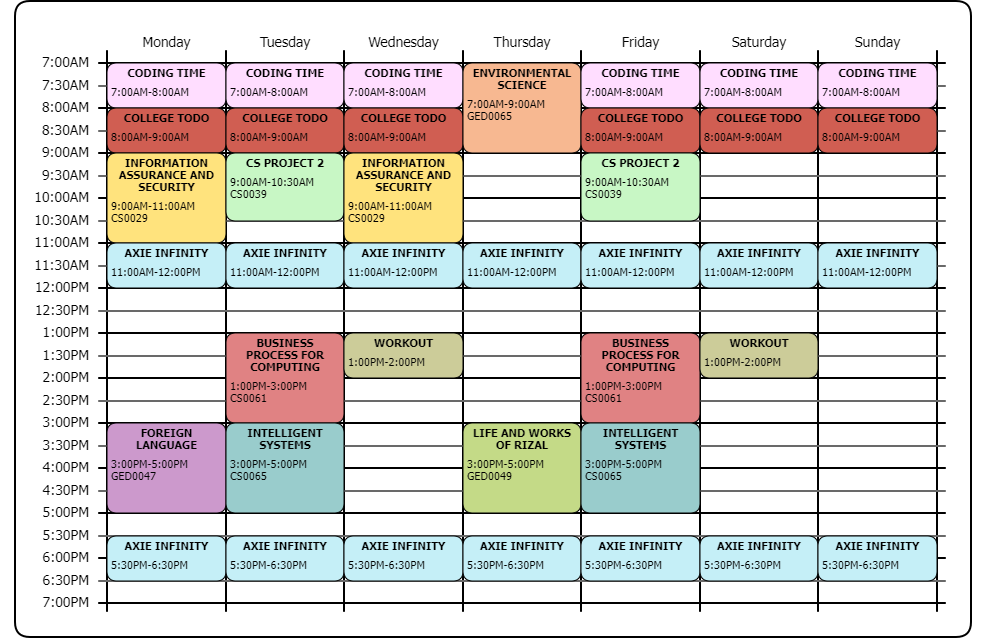 Monday Tuesday Wednesday Thursday Friday Saturday Sunday
7:00AM
7:30AM
8:00AM
8:30AM
9:00AM
9:30AM
10:00AM
10:30AM
11:00AM
11:30AM
12:00PM
12:30PM
1:00PM
1:30PM
2:00PM
2:30PM
3:00PM
3:30PM
4:00PM
4:30PM
5:00PM
5:30PM
6:00PM
6:30PM
7:00PM
CODING TIME
7:00AM-8:00AM
COLLEGE TODO
8:00AM-9:00AM
INFORMATION
ASSURANCE AND
SECURITY
9:00AM-11:00AM
CS0029
AXIE INFINITY
11:00AM-12:00PM
FOREIGN
LANGUAGE
3:00PM-5:00PM
GED0047
AXIE INFINITY
5:30PM-6:30PM
CODING TIME
7:00AM-8:00AM
COLLEGE TODO
8:00AM-9:00AM
CS PROJECT 2
9:00AM-10:30AM
CS0039
AXIE INFINITY
11:00AM-12:00PM
BUSINESS
PROCESS FOR
COMPUTING
1:00PM-3:00PM
CS0061
INTELLIGENT
SYSTEMS
3:00PM-5:00PM
CS0065
AXIE INFINITY
5:30PM-6:30PM
CODING TIME
7:00AM-8:00AM
COLLEGE TODO
8:00AM-9:00AM
INFORMATION
ASSURANCE AND
SECURITY
9:00AM-11:00AM
CS0029
AXIE INFINITY
11:00AM-12:00PM
WORKOUT
1:00PM-2:00PM
AXIE INFINITY
5:30PM-6:30PM
ENVIRONMENTAL
SCIENCE
7:00AM-9:00AM
GED0065
AXIE INFINITY
11:00AM-12:00PM
LIFE AND WORKS
OF RIZAL
3:00PM-5:00PM
GED0049
AXIE INFINITY
5:30PM-6:30PM
CODING TIME
7:00AM-8:00AM
COLLEGE TODO
8:00AM-9:00AM
CS PROJECT 2
9:00AM-10:30AM
CS0039
AXIE INFINITY
11:00AM-12:00PM
BUSINESS
PROCESS FOR
COMPUTING
1:00PM-3:00PM
CS0061
INTELLIGENT
SYSTEMS
3:00PM-5:00PM
CS0065
AXIE INFINITY
5:30PM-6:30PM
CODING TIME
7:00AM-8:00AM
COLLEGE TODO
8:00AM-9:00AM
AXIE INFINITY
11:00AM-12:00PM
WORKOUT
1:00PM-2:00PM
AXIE INFINITY
5:30PM-6:30PM
CODING TIME
7:00AM-8:00AM
COLLEGE TODO
8:00AM-9:00AM
AXIE INFINITY
11:00AM-12:00PM
AXIE INFINITY
5:30PM-6:30PM